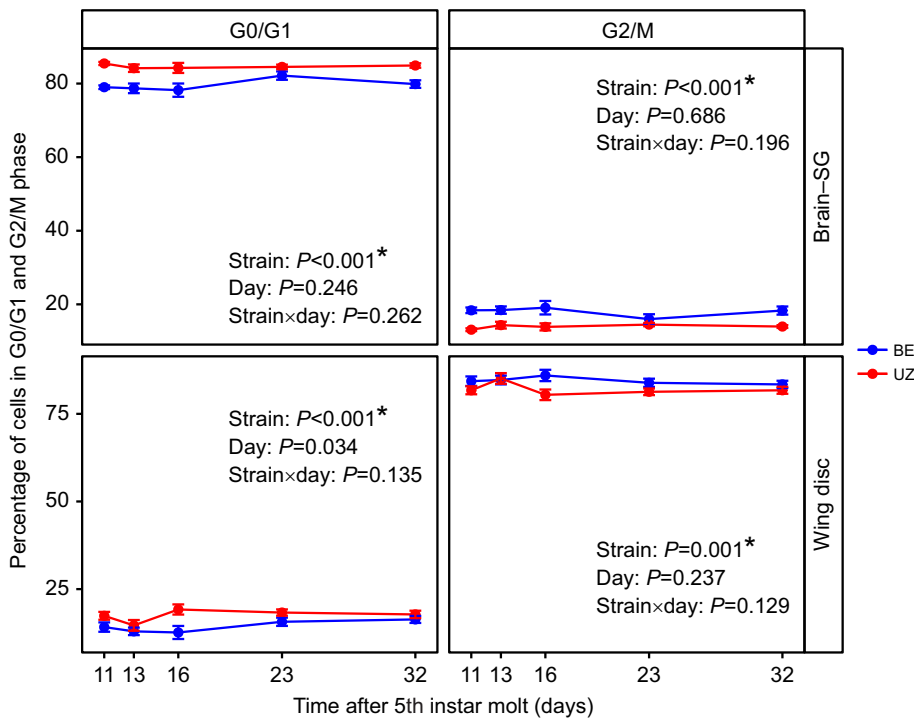 G0/G1
G2/M
Percentage of cells in G0/G1 and G2/M phase
80
60
40
20
Strain: P<0.001*
Day: P=0.246
Strain×day: P=0.262
Strain: P<0.001*
Day: P=0.686
Strain×day: P=0.196
Brain–SG
75
50
25
Strain: P<0.001*
Day: P=0.034
Strain×day: P=0.135
Strain: P=0.001*
Day: P=0.237
Strain×day: P=0.129
Wing disc
BE
UZ
11 13 16 23 32
11 13 16 23 32
Time after 5th instar molt (days)